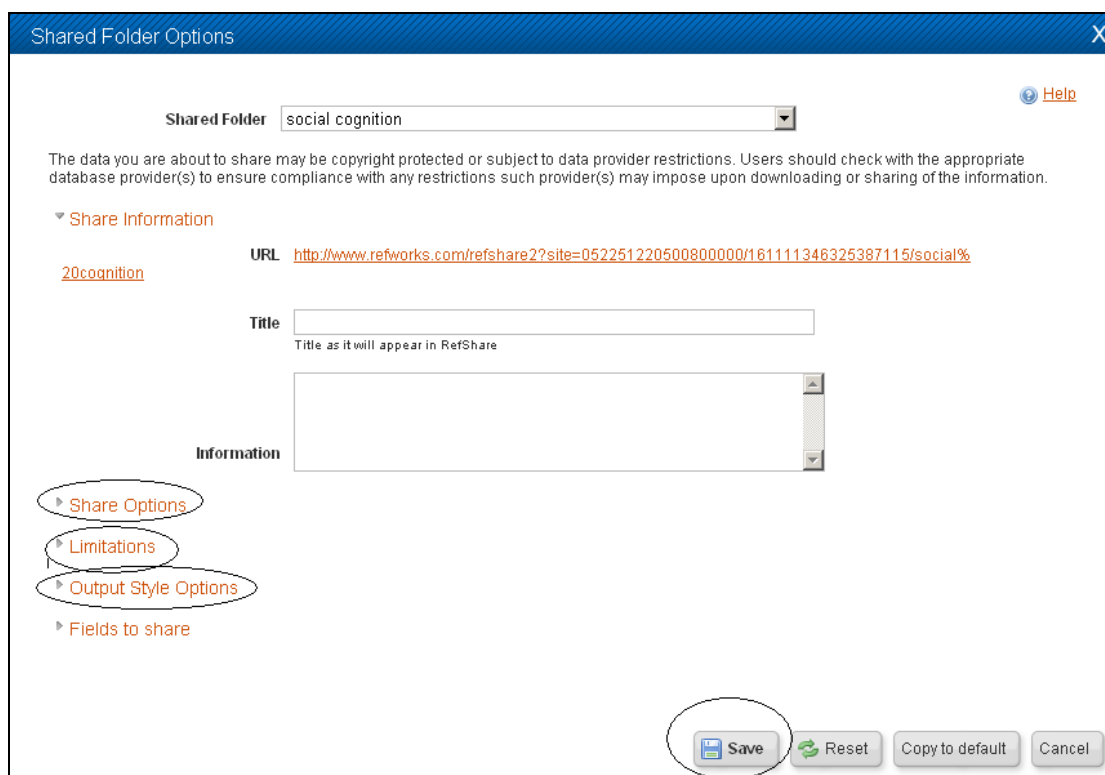 Shared Folder Options X
Help
Shared Folder social cognition
The data you are about to share may be copyright protected or subject to data provider restrictions. Users should check with the appropriate
database provider(s) to ensure compliance with any restrictions such provider(s) may impose upon downloading or sharing of the information.
Share Information
URL http://www.refworks.com/refshare2?site=052251220500800000/161111346325387115/social%
20cognition
Title
Title as it will appear in RefShare
Information
Share Options
Limitations
Output Style Options
Fields to share
Save Reset Copy to default Cancel